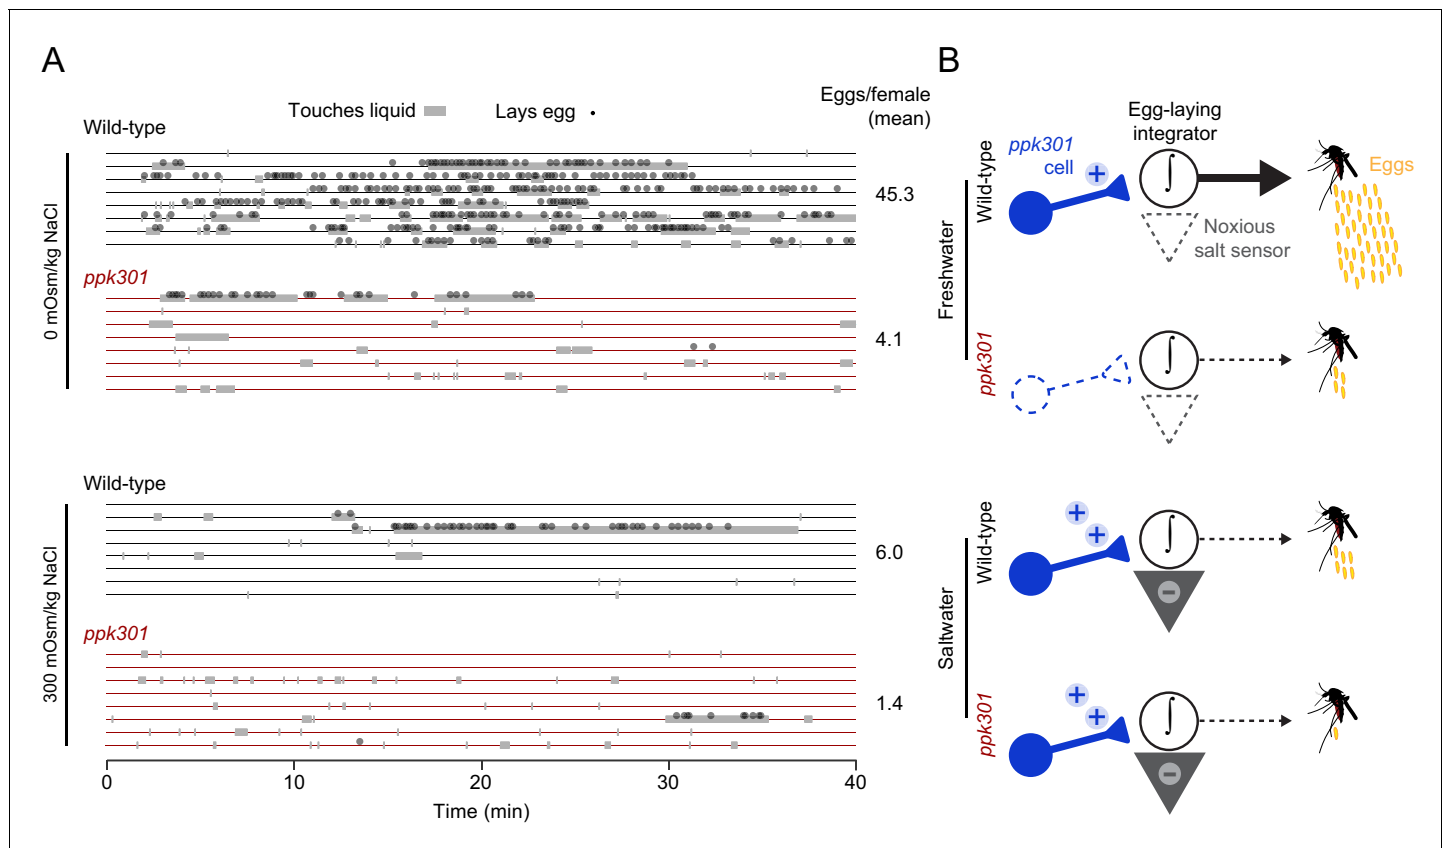 A
Touches liquid
Lays egg
Eggs/female
(mean)
Wild-type
0 mOsm/kg NaCl
45.3
ppk301
4.1
Wild-type
300 mOsm/kg NaCl
6.0
ppk301
1.4
0
10
20
30
40
Time (min)
B
Egg-laying
integrator
Freshwater
Wild-type
ppk301
cell
+
∫
Eggs
Noxious
salt sensor
ppk301
∫
Saltwater
Wild-type
+
+
∫
−
ppk301
+
+
∫
−